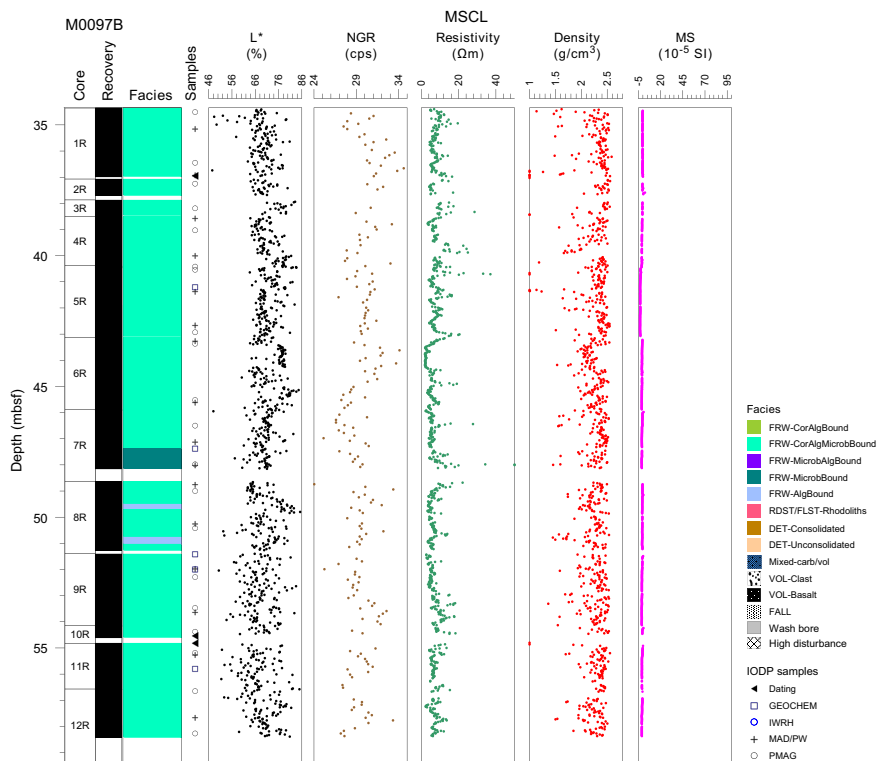 MSCL
M0097B
L*
(%)
NGR
(cps)
Resistivity
(Ωm)
Density
(g/cm³)
MS
(10⁻⁵ SI)
Core
Recovery
Facies
Samples
46 56 66 76 86
24 29 34
0 20 40
1 1.5 2 2.5
-5 20 45 70 95
Depth (mbsf)
35
40
45
50
55
1R
2R
3R
4R
5R
6R
7R
8R
9R
10R
11R
12R
Facies
FRW-CorAlgBound
FRW-CorAlgMicrobBound
FRW-MicrobAlgBound
FRW-MicrobBound
FRW-AlgBound
RDST/FLST-Rhodoliths
DET-Consolidated
DET-Unconsolidated
Mixed-carb/vol
VOL-Clast
VOL-Basalt
FALL
Wash bore
High disturbance
IODP samples
Dating
GEOCHEM
IWRH
MAD/PW
PMAG